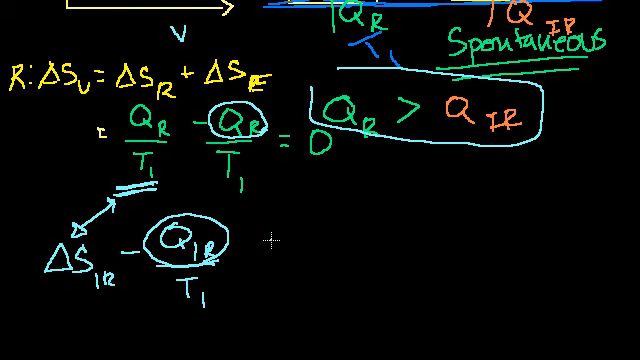 V
|Q_R
|Q_IR
Spontaneous
R: ΔS_U = ΔS_R + ΔS_E
= Q_R/T_1 - Q_R/T_1 = 0
Q_R > Q_IR
ΔS_IR - Q_IR/T_1